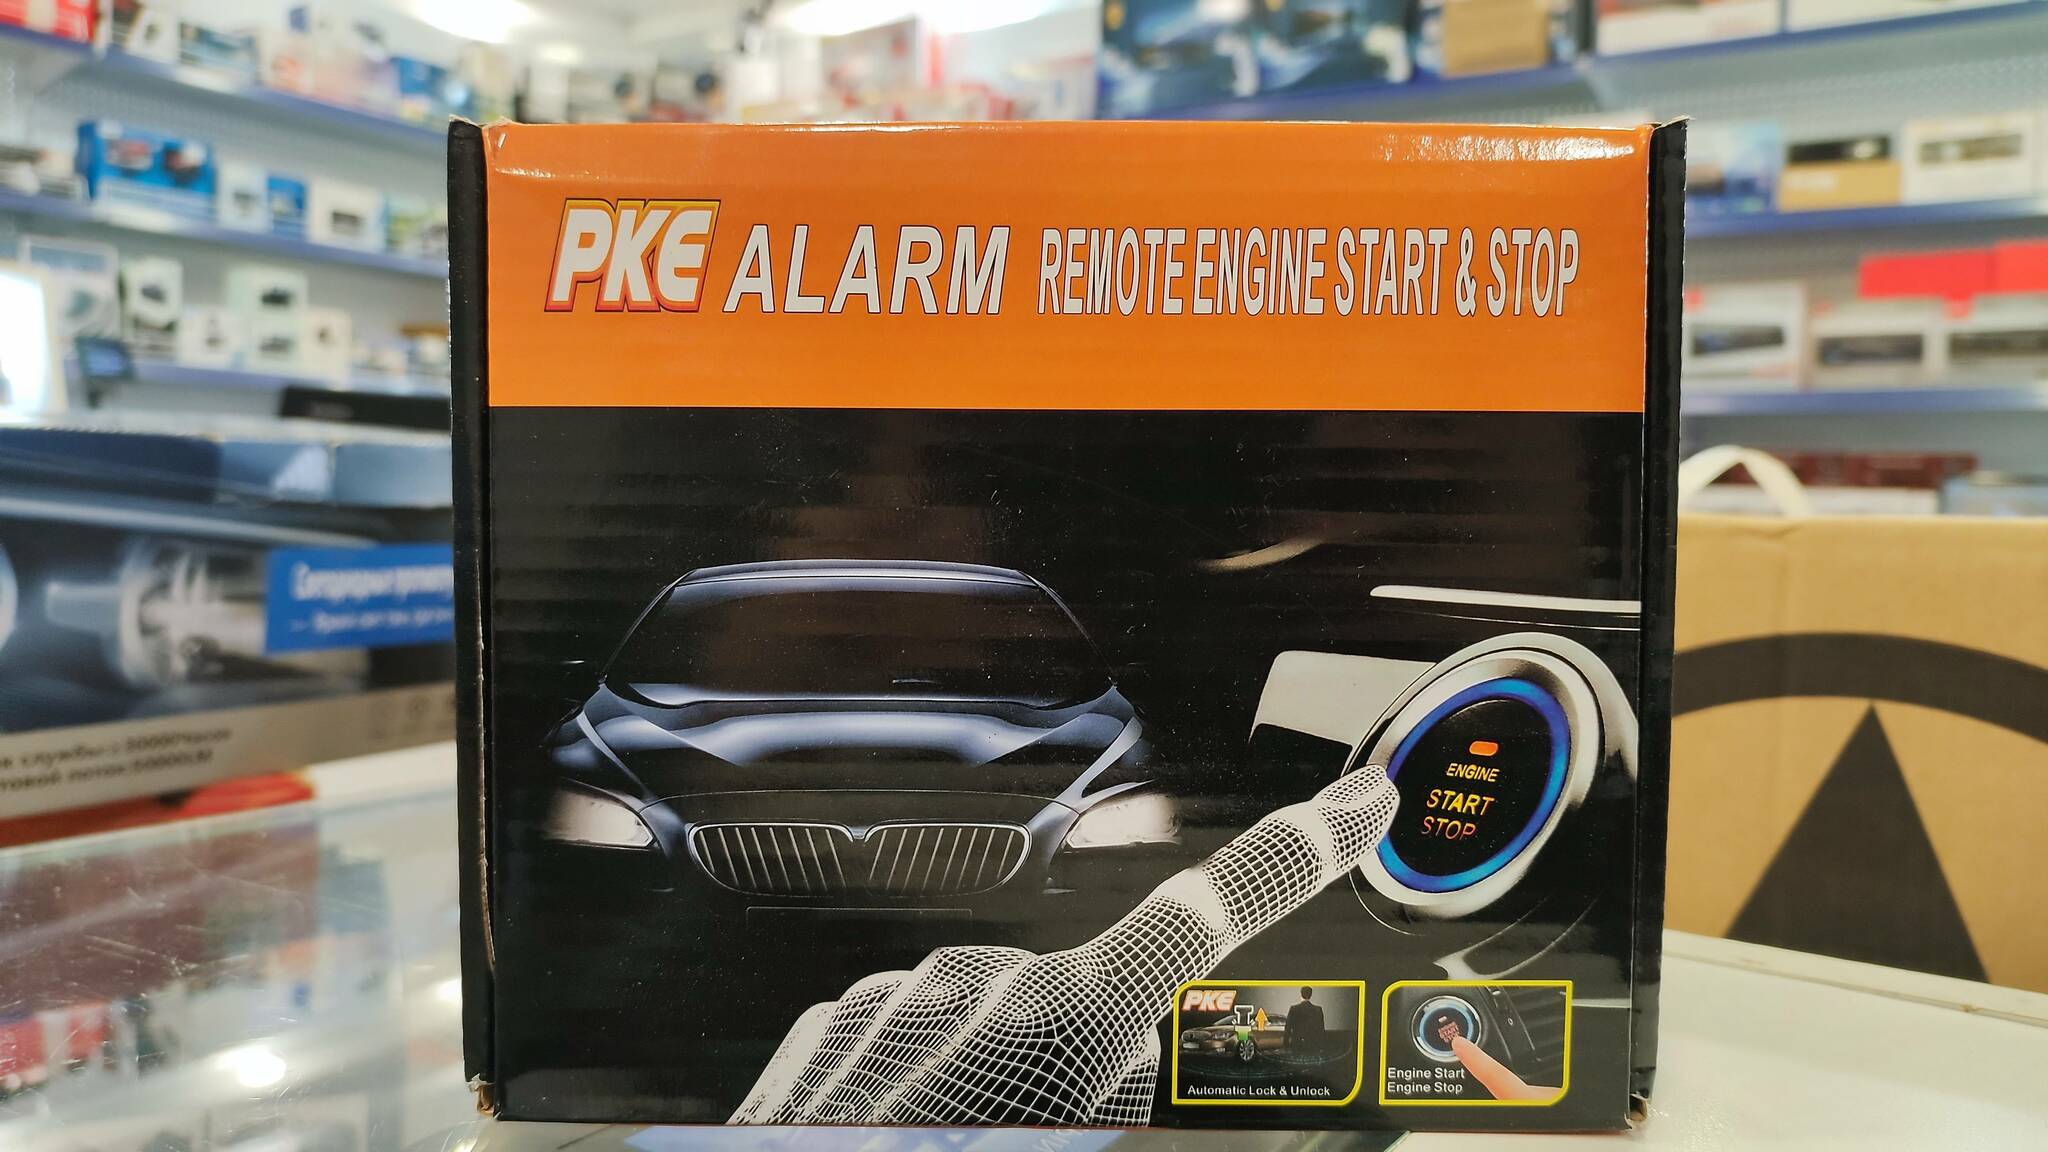 PKE ALARM REMOTE ENGINE START & STOP
ENGINE
START
STOP
PKE
Automatic Lock & Unlock
Engine Start
Engine Stop